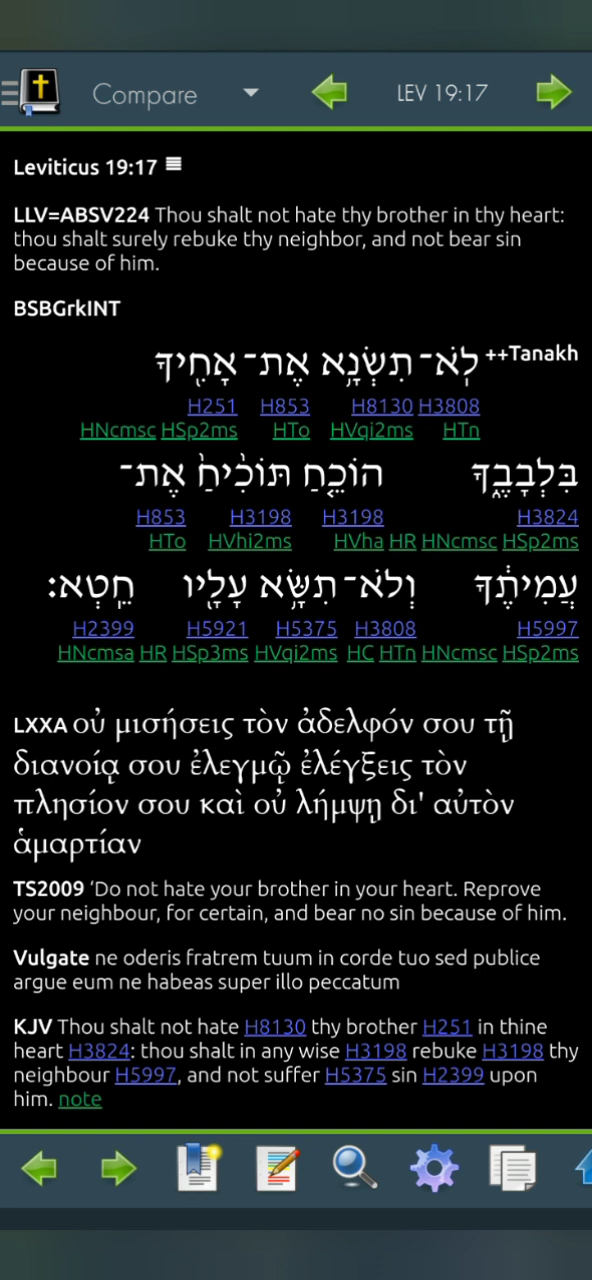 Compare
LEV 19:17
Leviticus 19:17
LLV=ABSV224 Thou shalt not hate thy brother in thy heart:
thou shalt surely rebuke thy neighbor, and not bear sin
because of him.
BSBGrkINT
++Tanakh לֹֽא־תִשְׂנָ֥א אֶת־אָחִ֖יךָ
H251 H853 H8130 H3808
HNcmsc HSp2ms HTo HVqi2ms HTn
בִּלְבָבֶ֑ךָ הוֹכֵ֤חַ תּוֹכִ֙יחַ֙ אֶת־
H853 H3198 H3198 H3824
HTo HVhi2ms HVha HR HNcmsc HSp2ms
עֲמִיתֶ֔ךָ וְלֹא־תִשָּׂ֥א עָלָ֖יו חֵֽטְא׃
H2399 H5921 H5375 H3808 H5997
HNcmsa HR HSp3ms HVqi2ms HC HTn HNcmsc HSp2ms
LXXA οὐ μισήσεις τὸν ἀδελφόν σου τῇ
διανοίᾳ σου ἐλεγμῷ ἐλέγξεις τὸν
πλησίον σου καὶ οὐ λήμψῃ δι' αὐτὸν
ἁμαρτίαν
TS2009 ‘Do not hate your brother in your heart. Reprove
your neighbour, for certain, and bear no sin because of him.
Vulgate ne oderis fratrem tuum in corde tuo sed publice
argue eum ne habeas super illo peccatum
KJV Thou shalt not hate H8130 thy brother H251 in thine
heart H3824: thou shalt in any wise H3198 rebuke H3198 thy
neighbour H5997, and not suffer H5375 sin H2399 upon
him. note